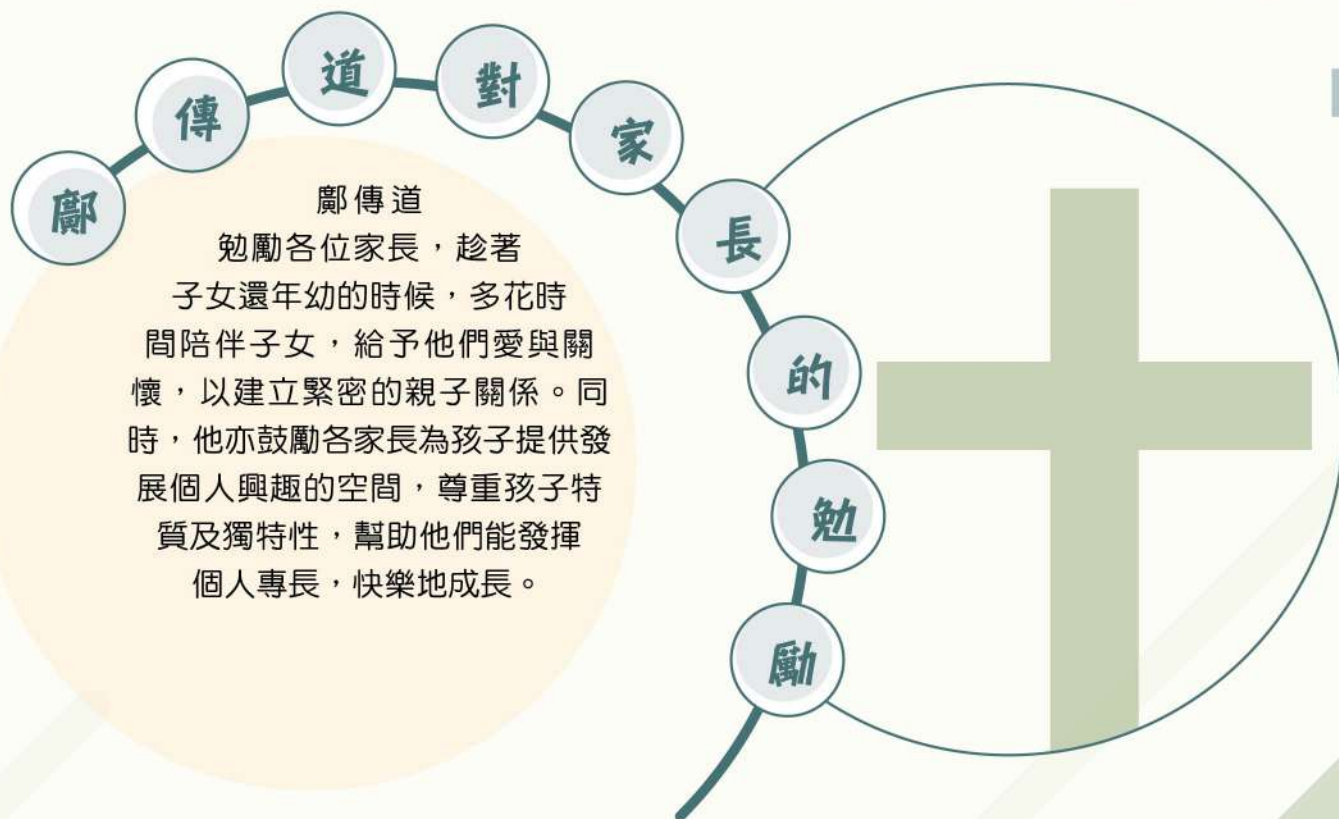 鄺傳道對家長的勉勵
鄺傳道
勉勵各位家長，趁著
子女還年幼的時候，多花時
間陪伴子女，給予他們愛與關
懷，以建立緊密的親子關係。同
時，他亦鼓勵各家長為孩子提供發
展個人興趣的空間，尊重孩子特
質及獨特性，幫助他們能發揮
個人專長，快樂地成長。